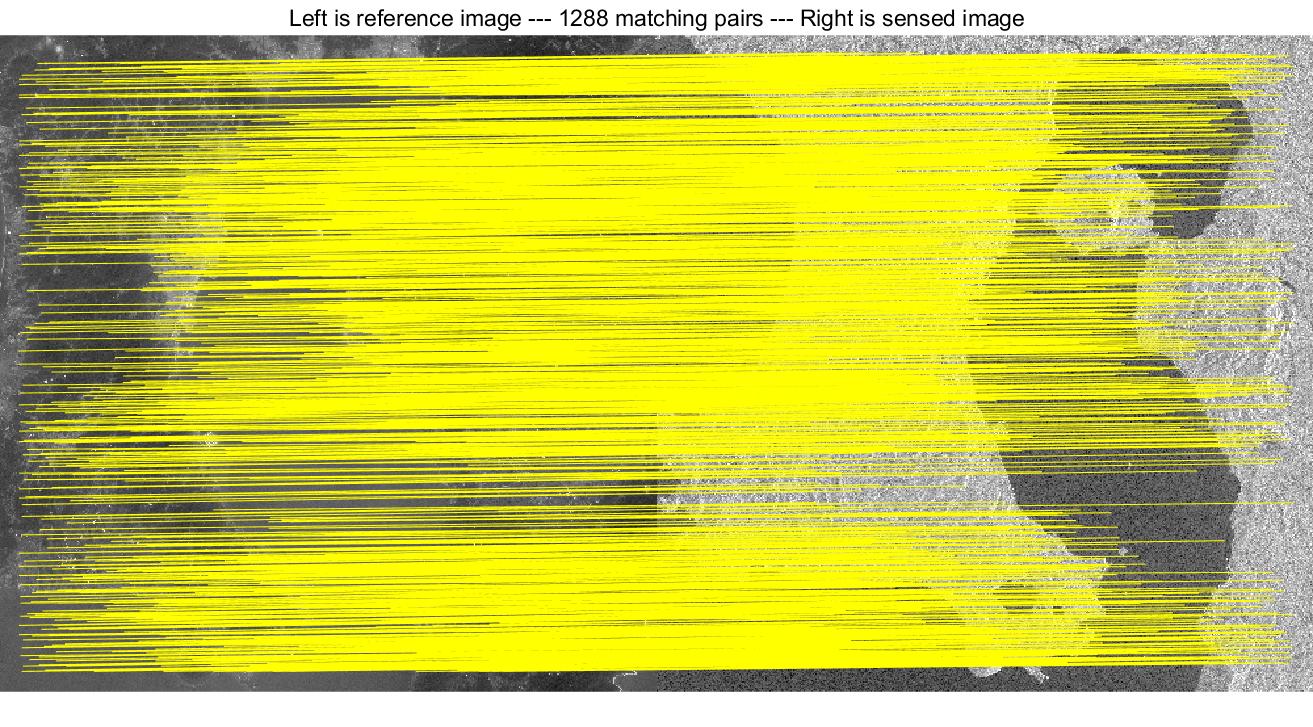 Left is reference image --- 1288 matching pairs --- Right is sensed image